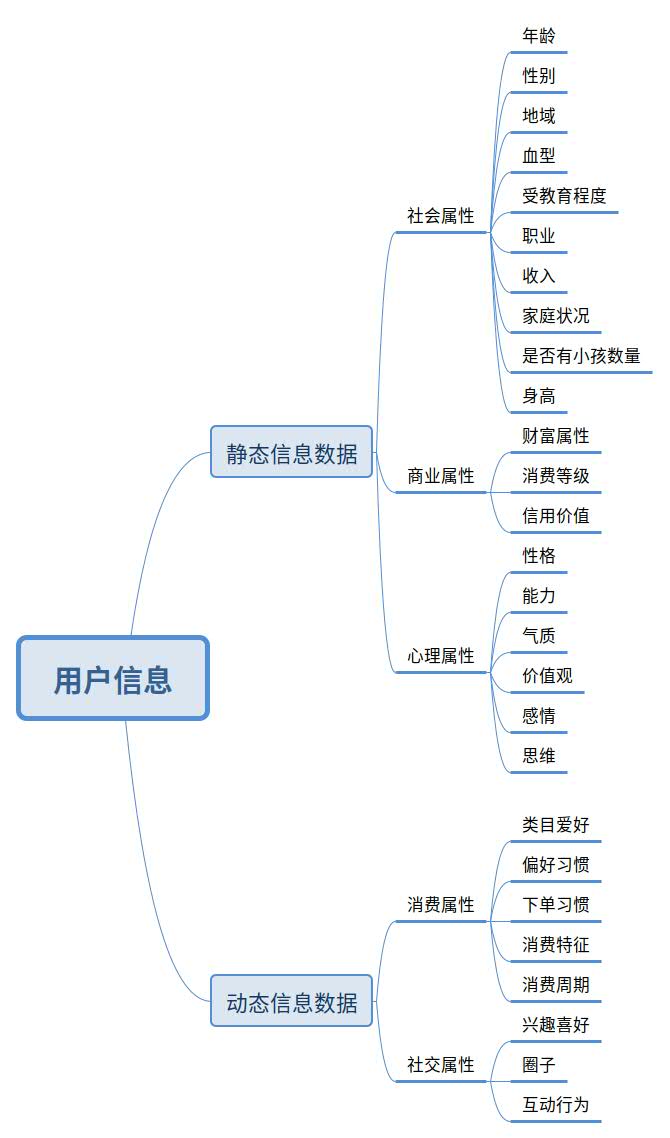 用户信息
静态信息数据
社会属性
年龄
性别
地域
血型
受教育程度
职业
收入
家庭状况
是否有小孩数量
身高
商业属性
财富属性
消费等级
信用价值
心理属性
性格
能力
气质
价值观
感情
思维
动态信息数据
消费属性
类目爱好
偏好习惯
下单习惯
消费特征
消费周期
社交属性
兴趣喜好
圈子
互动行为